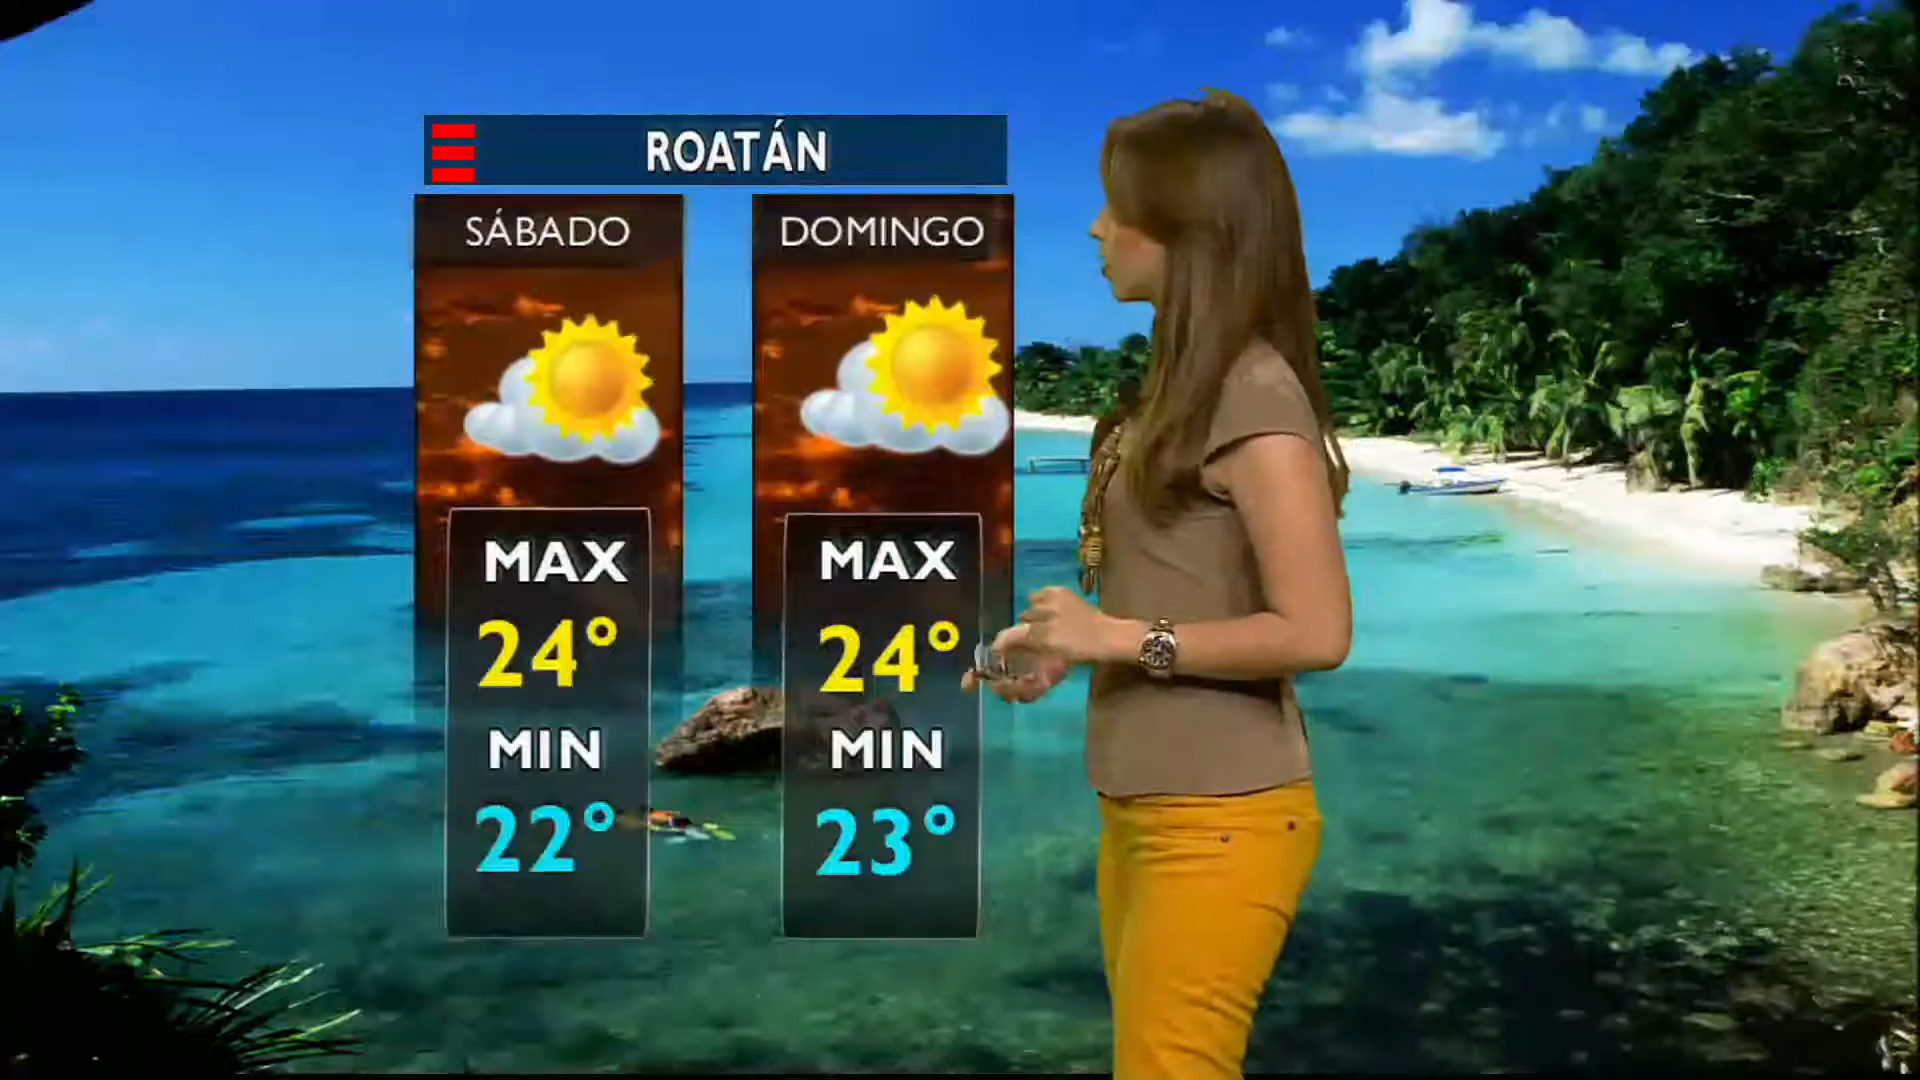 ROATÁN
SÁBADO
MAX
24°
MIN
22°
DOMINGO
MAX
24°
MIN
23°